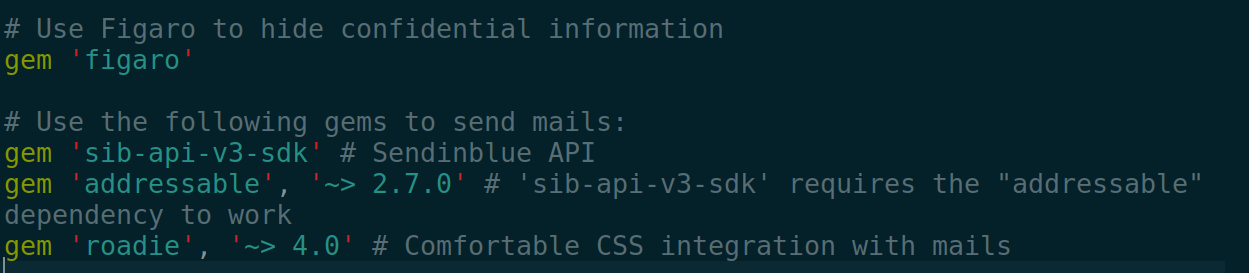 # Use Figaro to hide confidential information
gem 'figaro'
# Use the following gems to send mails:
gem 'sib-api-v3-sdk' # Sendinblue API
gem 'addressable', '~> 2.7.0' # 'sib-api-v3-sdk' requires the "addressable"
dependency to work
gem 'roadie', '~> 4.0' # Comfortable CSS integration with mails